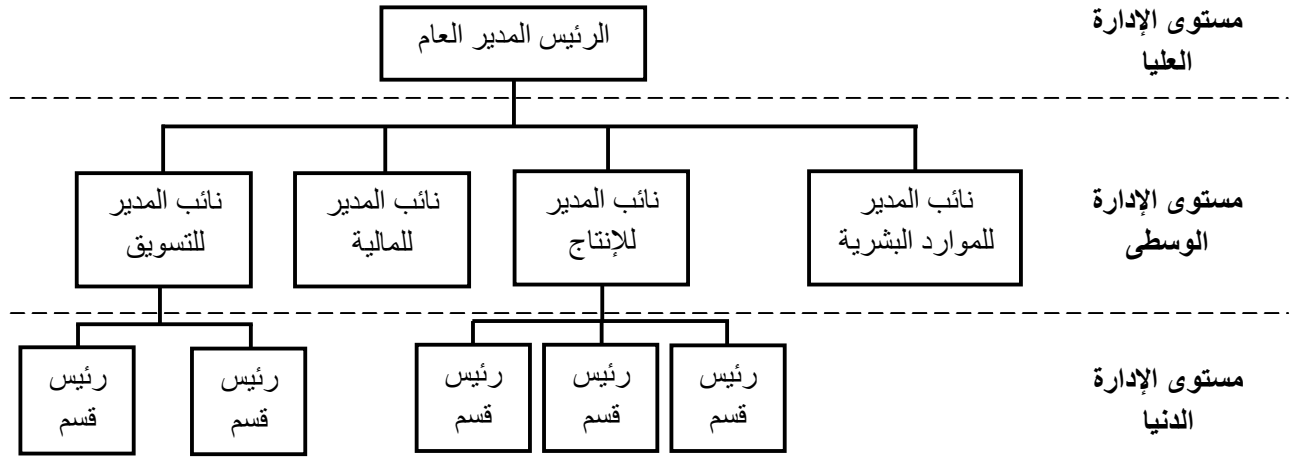 مستوى الإدارة
العليا
الرئيس المدير العام
مستوى الإدارة
الوسطى
نائب المدير
للموارد البشرية
نائب المدير
للإنتاج
نائب المدير
للمالية
نائب المدير
للتسويق
مستوى الإدارة
الدنيا
رئيس
قسم
رئيس
قسم
رئيس
قسم
رئيس
قسم
رئيس
قسم